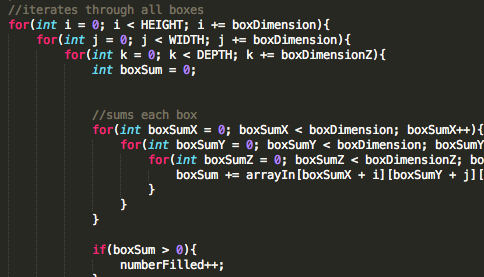 //iterates through all boxes
for(int i = 0; i < HEIGHT; i += boxDimension){
for(int j = 0; j < WIDTH; j += boxDimension){
for(int k = 0; k < DEPTH; k += boxDimensionZ){
int boxSum = 0;
//sums each box
for(int boxSumX = 0; boxSumX < boxDimension; boxSumX++){
for(int boxSumY = 0; boxSumY < boxDimension; boxSumY
for(int boxSumZ = 0; boxSumZ < boxDimensionZ; bo
boxSum += arrayIn[boxSumX + i][boxSumY + j][
}
}
}
if(boxSum > 0){
numberFilled++;